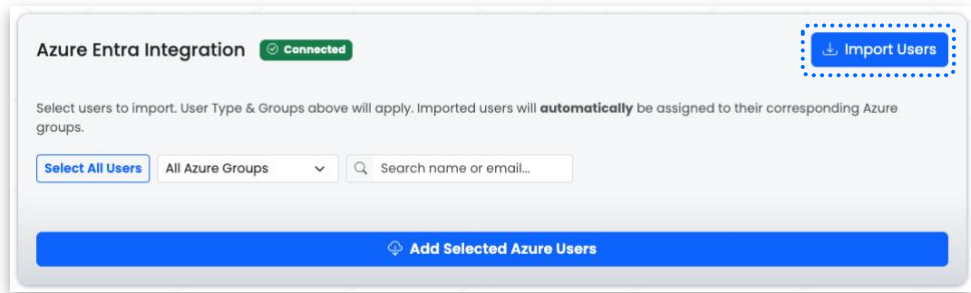 Azure Entra Integration Connected Import Users
Select users to import. User Type & Groups above will apply. Imported users will automatically be assigned to their corresponding Azure
groups.
Select All Users All Azure Groups Search name or email...
Add Selected Azure Users